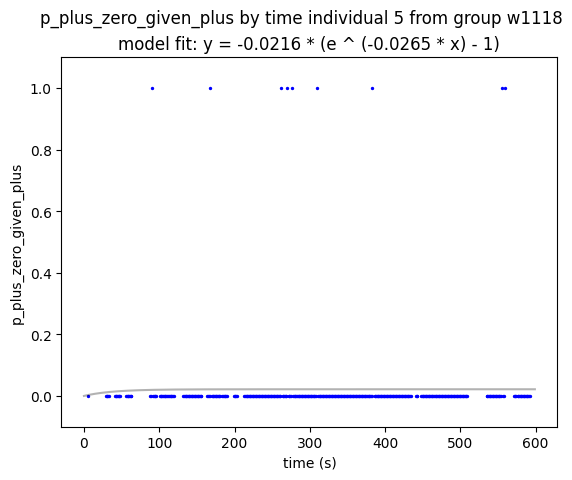 p_plus_zero_given_plus by time individual 5 from group w1118
model fit: y = -0.0216 * (e ^ (-0.0265 * x) - 1)
1.0
0.8
0.6
0.4
0.2
0.0
p_plus_zero_given_plus
0 100 200 300 400 500 600
time (s)